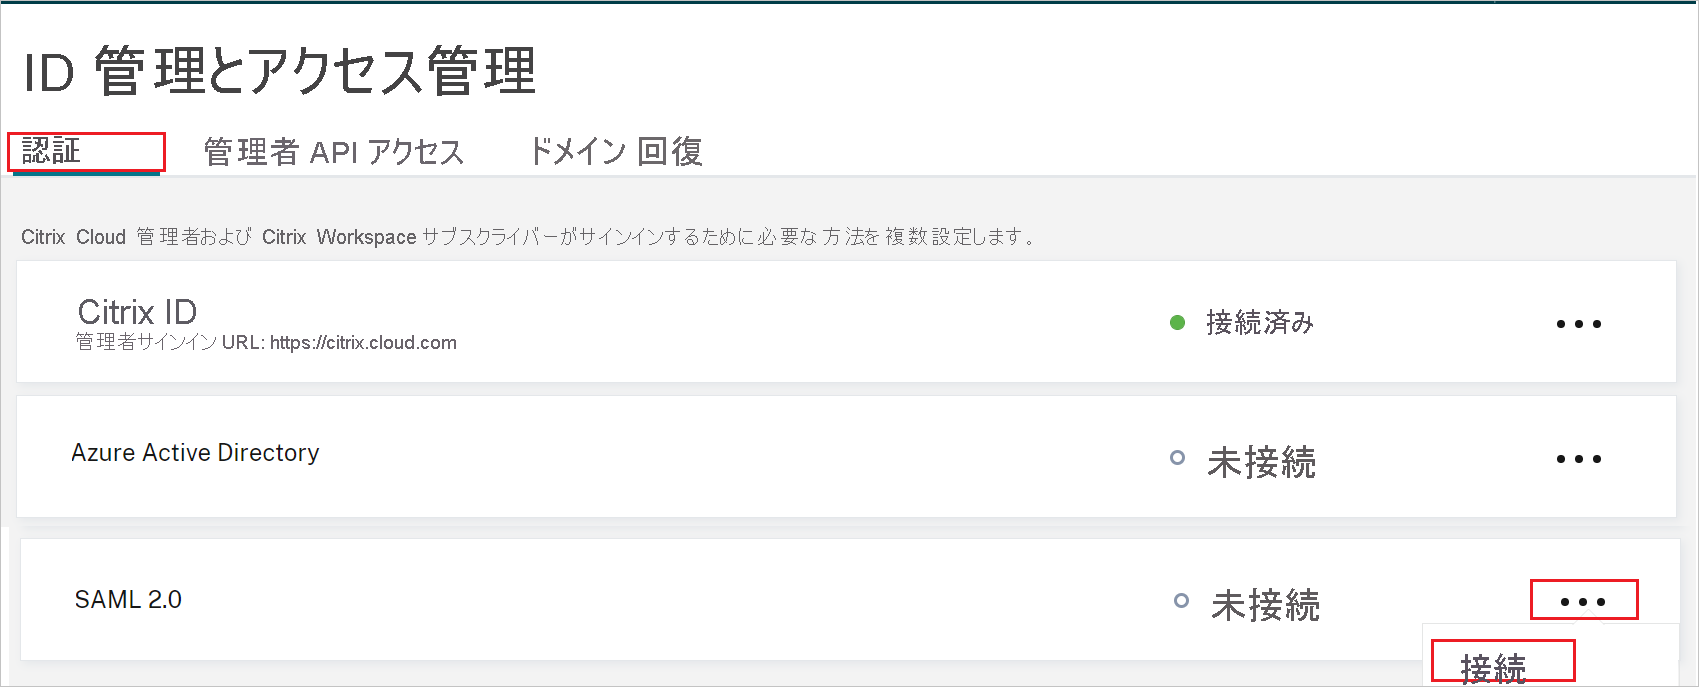 ID 管理とアクセス管理
認証 管理者 API アクセス ドメイン 回復
Citrix Cloud 管理者および Citrix Workspace サブスクライバーがサインインするために必要な方法を複数設定します。
Citrix ID
管理者サインイン URL: https://citrix.cloud.com
接続済み
Azure Active Directory
未接続
SAML 2.0
未接続
接続